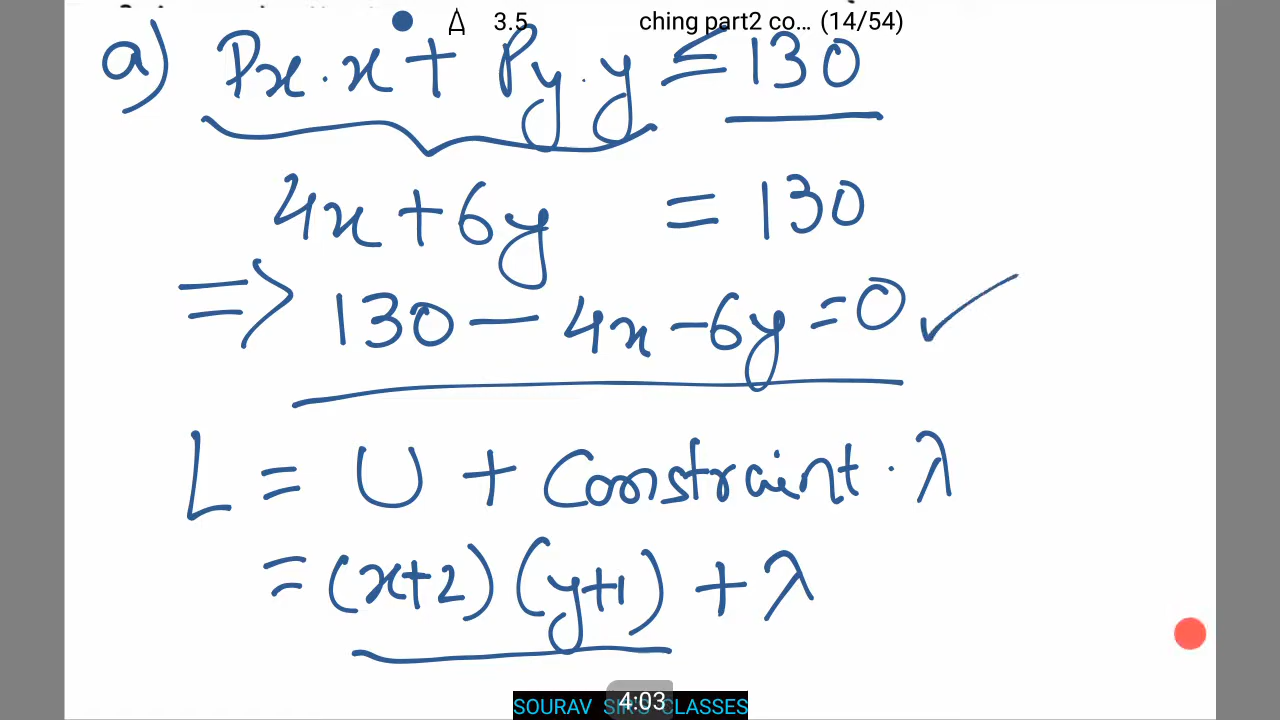 3.5 ching part2 co... (14/54)
a) Px.x + Py.y ≤ 130
4x + 6y = 130
⇒ 130 - 4x - 6y = 0 ✓
L = U + Constraint . λ
= (x+2) (y+1) + λ
4:03
SOURAV SIR'S CLASSES